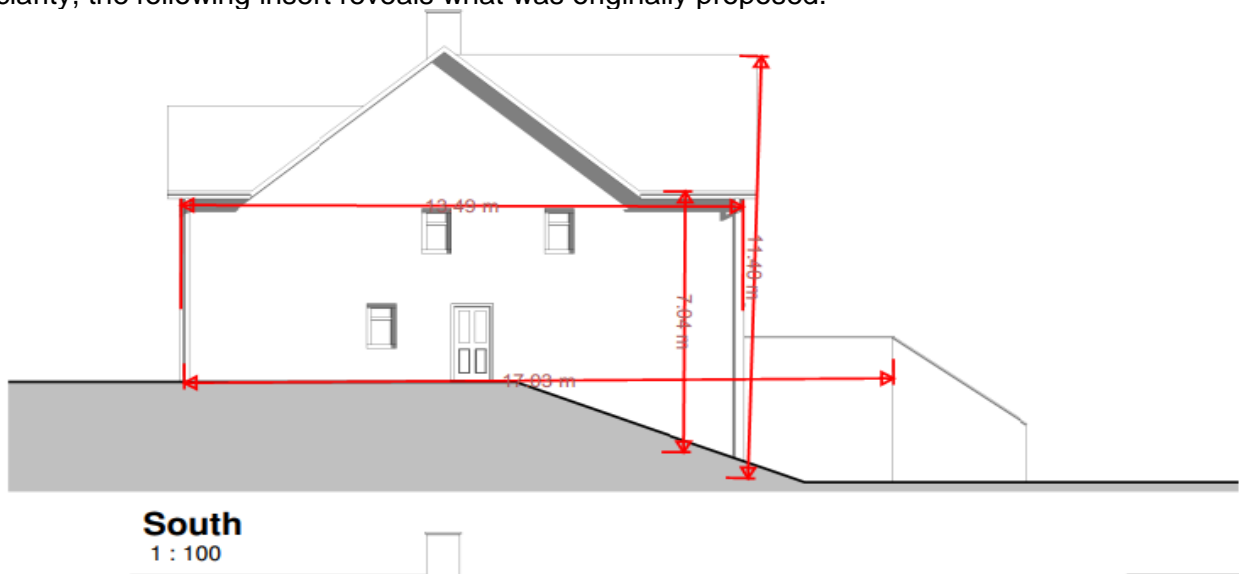 clarity, the following insert reveals what was originally proposed.
13.49 m
11.40 m
7.04 m
17.03 m
South
1 : 100